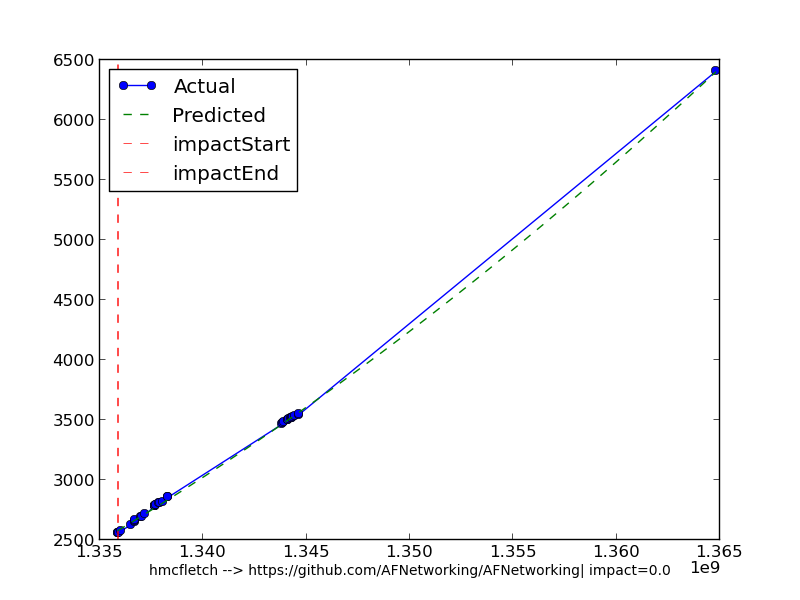 6500
6000
5500
5000
4500
4000
3500
3000
2500
Actual
Predicted
impactStart
impactEnd
1.335 1.340 1.345 1.350 1.355 1.360 1.365
1e9
hmcfletch --> https://github.com/AFNetworking/AFNetworking| impact=0.0